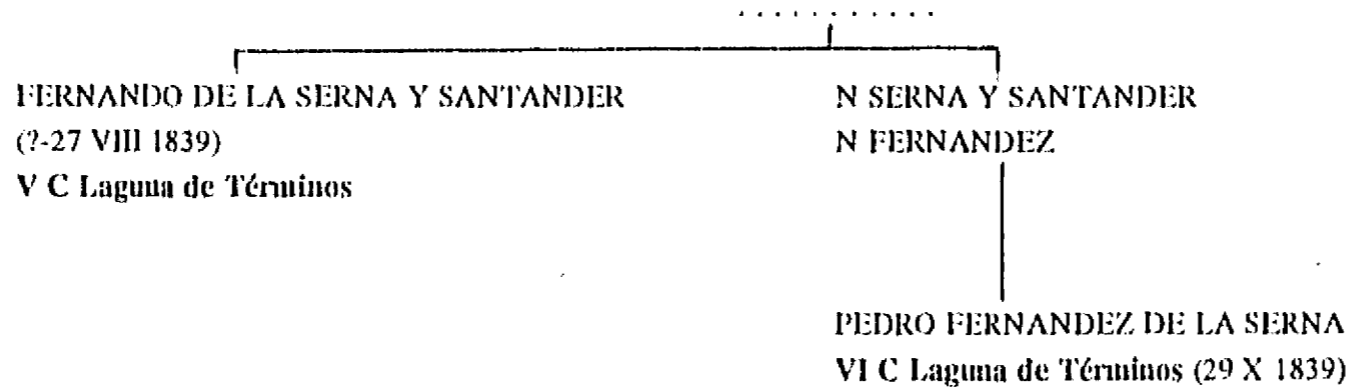 FERNANDO DE LA SERNA Y SANTANDER
(?-27 VIII 1839)
V C Laguna de Términos
N SERNA Y SANTANDER
N FERNANDEZ
PEDRO FERNANDEZ DE LA SERNA
VI C Laguna de Términos (29 X 1839)